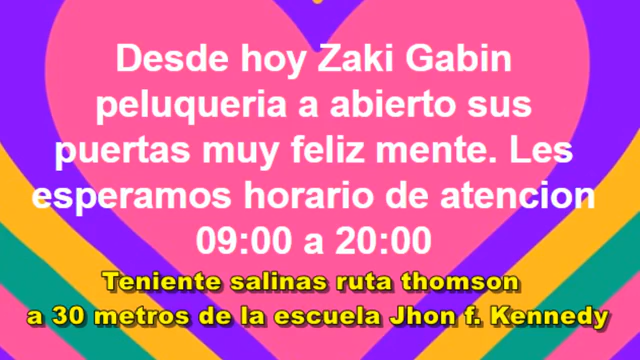 Desde hoy Zaki Gabin
peluqueria a abierto sus
puertas muy feliz mente. Les
esperamos horario de atencion
09:00 a 20:00
Teniente salinas ruta thomson
a 30 metros de la escuela Jhon f. Kennedy